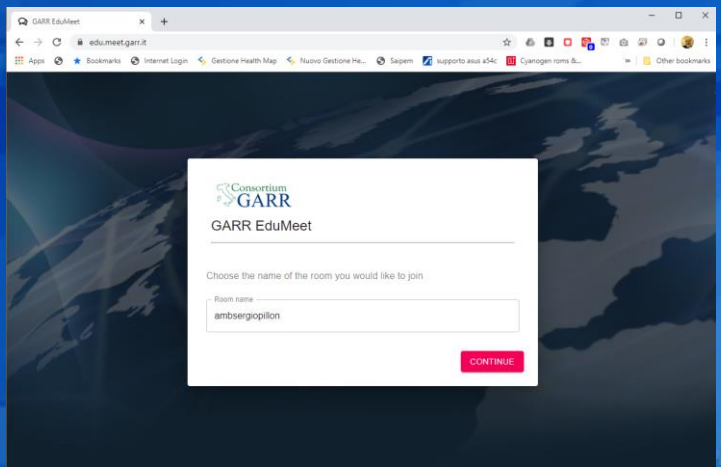 GARR EduMeet
edu.meet.garr.it
Apps Bookmarks Internet Login Gestione Health Map Nuovo Gestione He... Saipem supporto asus a54c Cyanogen roms &... » Other bookmarks
Consortium
GARR
GARR EduMeet
Choose the name of the room you would like to join
Room name
ambsergiopillon
CONTINUE